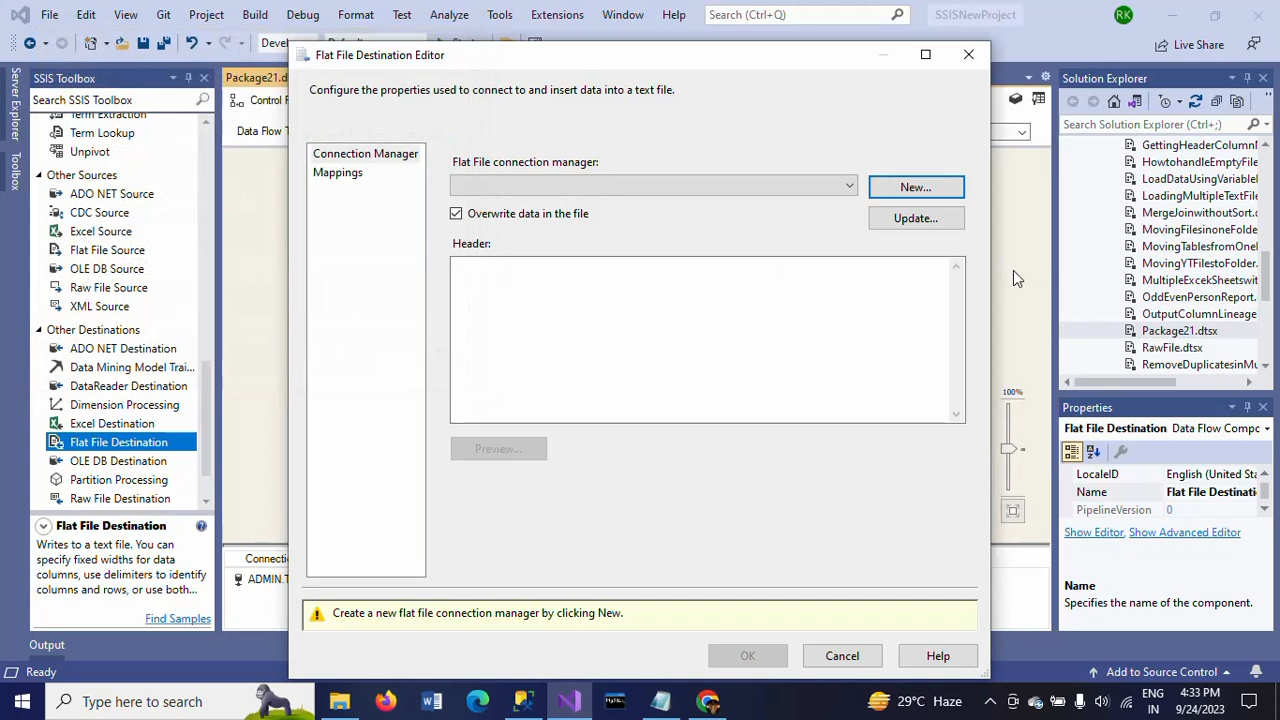 File Edit View Git Project Build Debug Format Test Analyze Tools Extensions Window Help Search (Ctrl+Q) SSISNewProject RK
Live Share
Server Explorer
Toolbox
SSIS Toolbox
Search SSIS Toolbox
Term Lookup
Unpivot
Other Sources
ADO NET Source
CDC Source
Excel Source
Flat File Source
OLE DB Source
Raw File Source
XML Source
Other Destinations
ADO NET Destination
Data Mining Model Trai...
DataReader Destination
Dimension Processing
Excel Destination
Flat File Destination
OLE DB Destination
Partition Processing
Raw File Destination
Flat File Destination
Writes to a text file. You can
specify fixed widths for data
columns, use delimiters to identify
columns and rows, or use both...
Find Samples
Package21.d
Control
Data Flow T
Flat File Destination Editor
Configure the properties used to connect to and insert data into a text file.
Connection Manager
Mappings
Flat File connection manager:
New...
Overwrite data in the file
Update...
Header:
Preview...
Create a new flat file connection manager by clicking New.
OK Cancel Help
100%
Connecti
ADMIN.T
Solution Explorer
Search Solution Explorer (Ctrl+;)
GetingHeaderColumnN
HowtohandleEmptyFile
LoadDataUsingVariable
LoadingMultipleTextFil
MergeJoinwithoutSort.d
MovingFilesinoneFolde
MovingTablesfromOne
MovingYTFilestoFolder.
MultipleExcekSheetswit
OddEvenPersonReport.
OutputColumnLineage
Package21.dtsx
RawFile.dtsx
RemoveDuplicatesinMu
Properties
Flat File Destination Data Flow Compc
LocaleID English (United Sta
Name Flat File Destinatio
PipelineVersion 0
Show Editor, Show Advanced Editor
Name
Specifies the name of the component.
Output
Ready Add to Source Control
Type here to search 29°C Haze ENG
IN
4:33 PM
9/24/2023